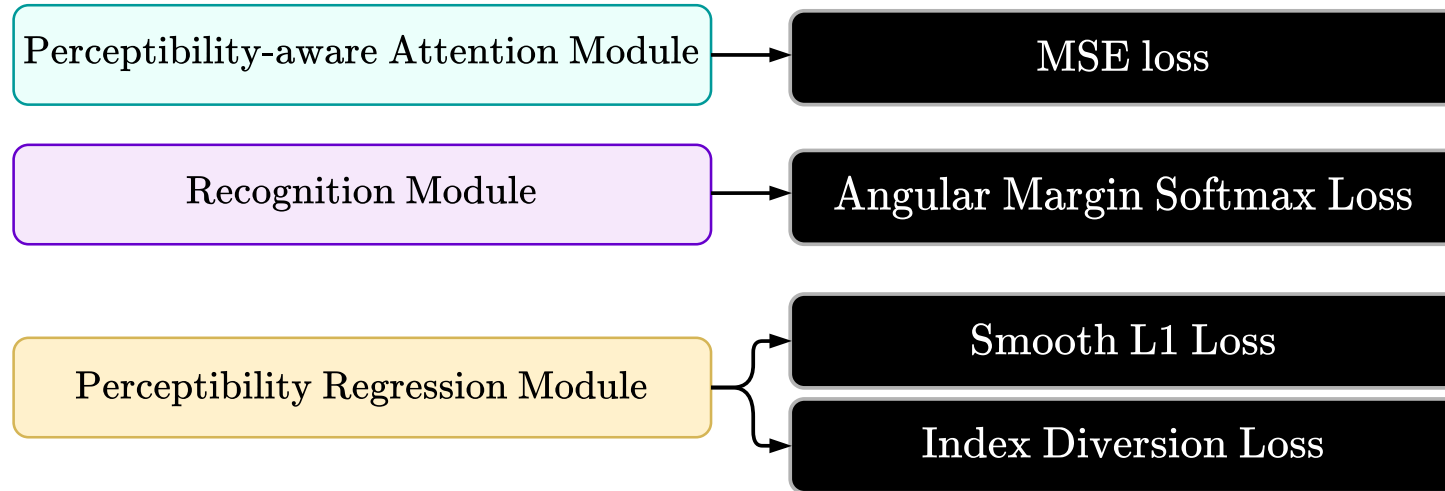 Perceptibility-aware Attention Module
MSE loss
Recognition Module
Angular Margin Softmax Loss
Perceptibility Regression Module
Smooth L1 Loss
Index Diversion Loss